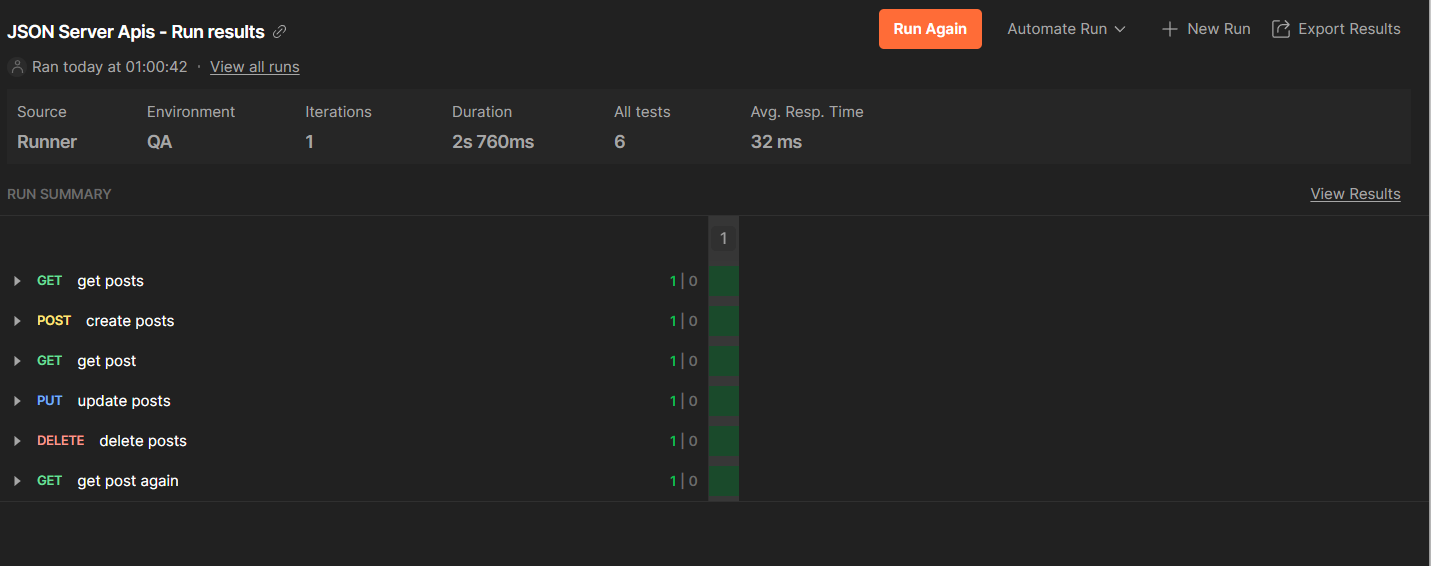 JSON Server Apis - Run results
Run Again Automate Run New Run Export Results
Ran today at 01:00:42 · View all runs
Source Environment Iterations Duration All tests Avg. Resp. Time
Runner QA 1 2s 760ms 6 32 ms
RUN SUMMARY View Results
1
GET get posts 1 | 0
POST create posts 1 | 0
GET get post 1 | 0
PUT update posts 1 | 0
DELETE delete posts 1 | 0
GET get post again 1 | 0